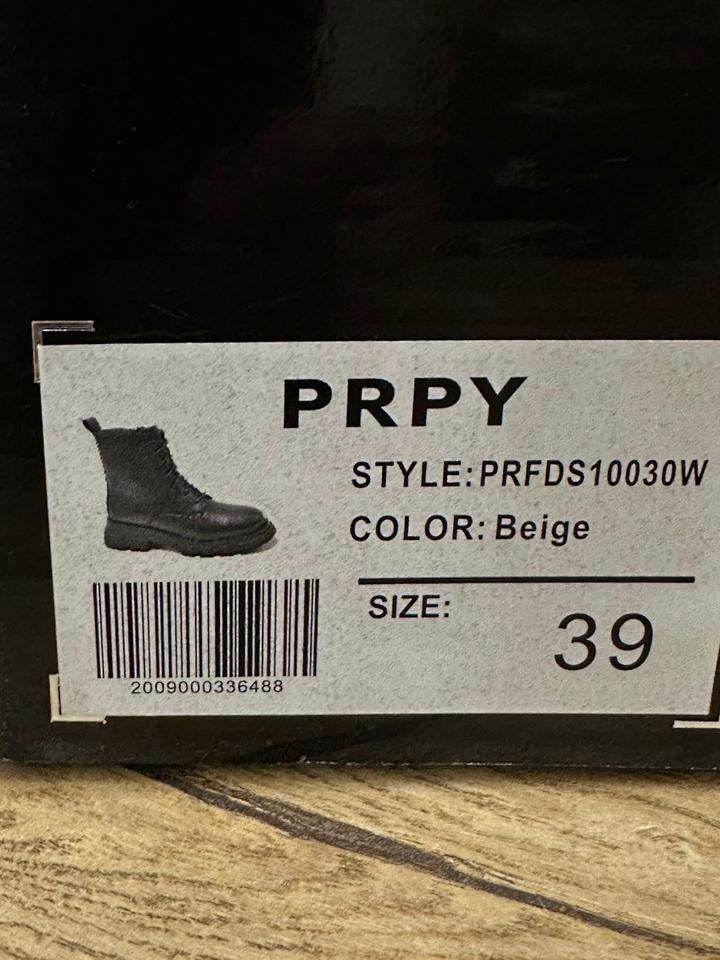 PRPY
STYLE:PRFDS10030W
COLOR: Beige
SIZE:
39
2009000336488